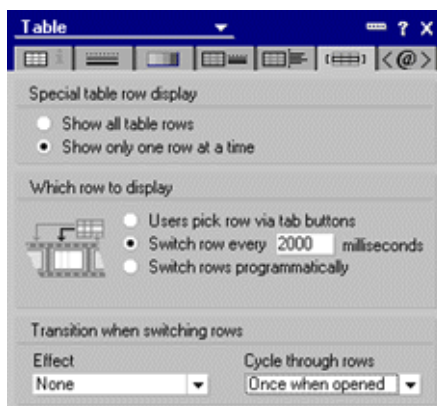 Table
? X
<@>
Special table row display
Show all table rows
Show only one row at a time
Which row to display
Users pick row via tab buttons
Switch row every 2000 milliseconds
Switch rows programmatically
Transition when switching rows
Effect Cycle through rows
None Once when opened